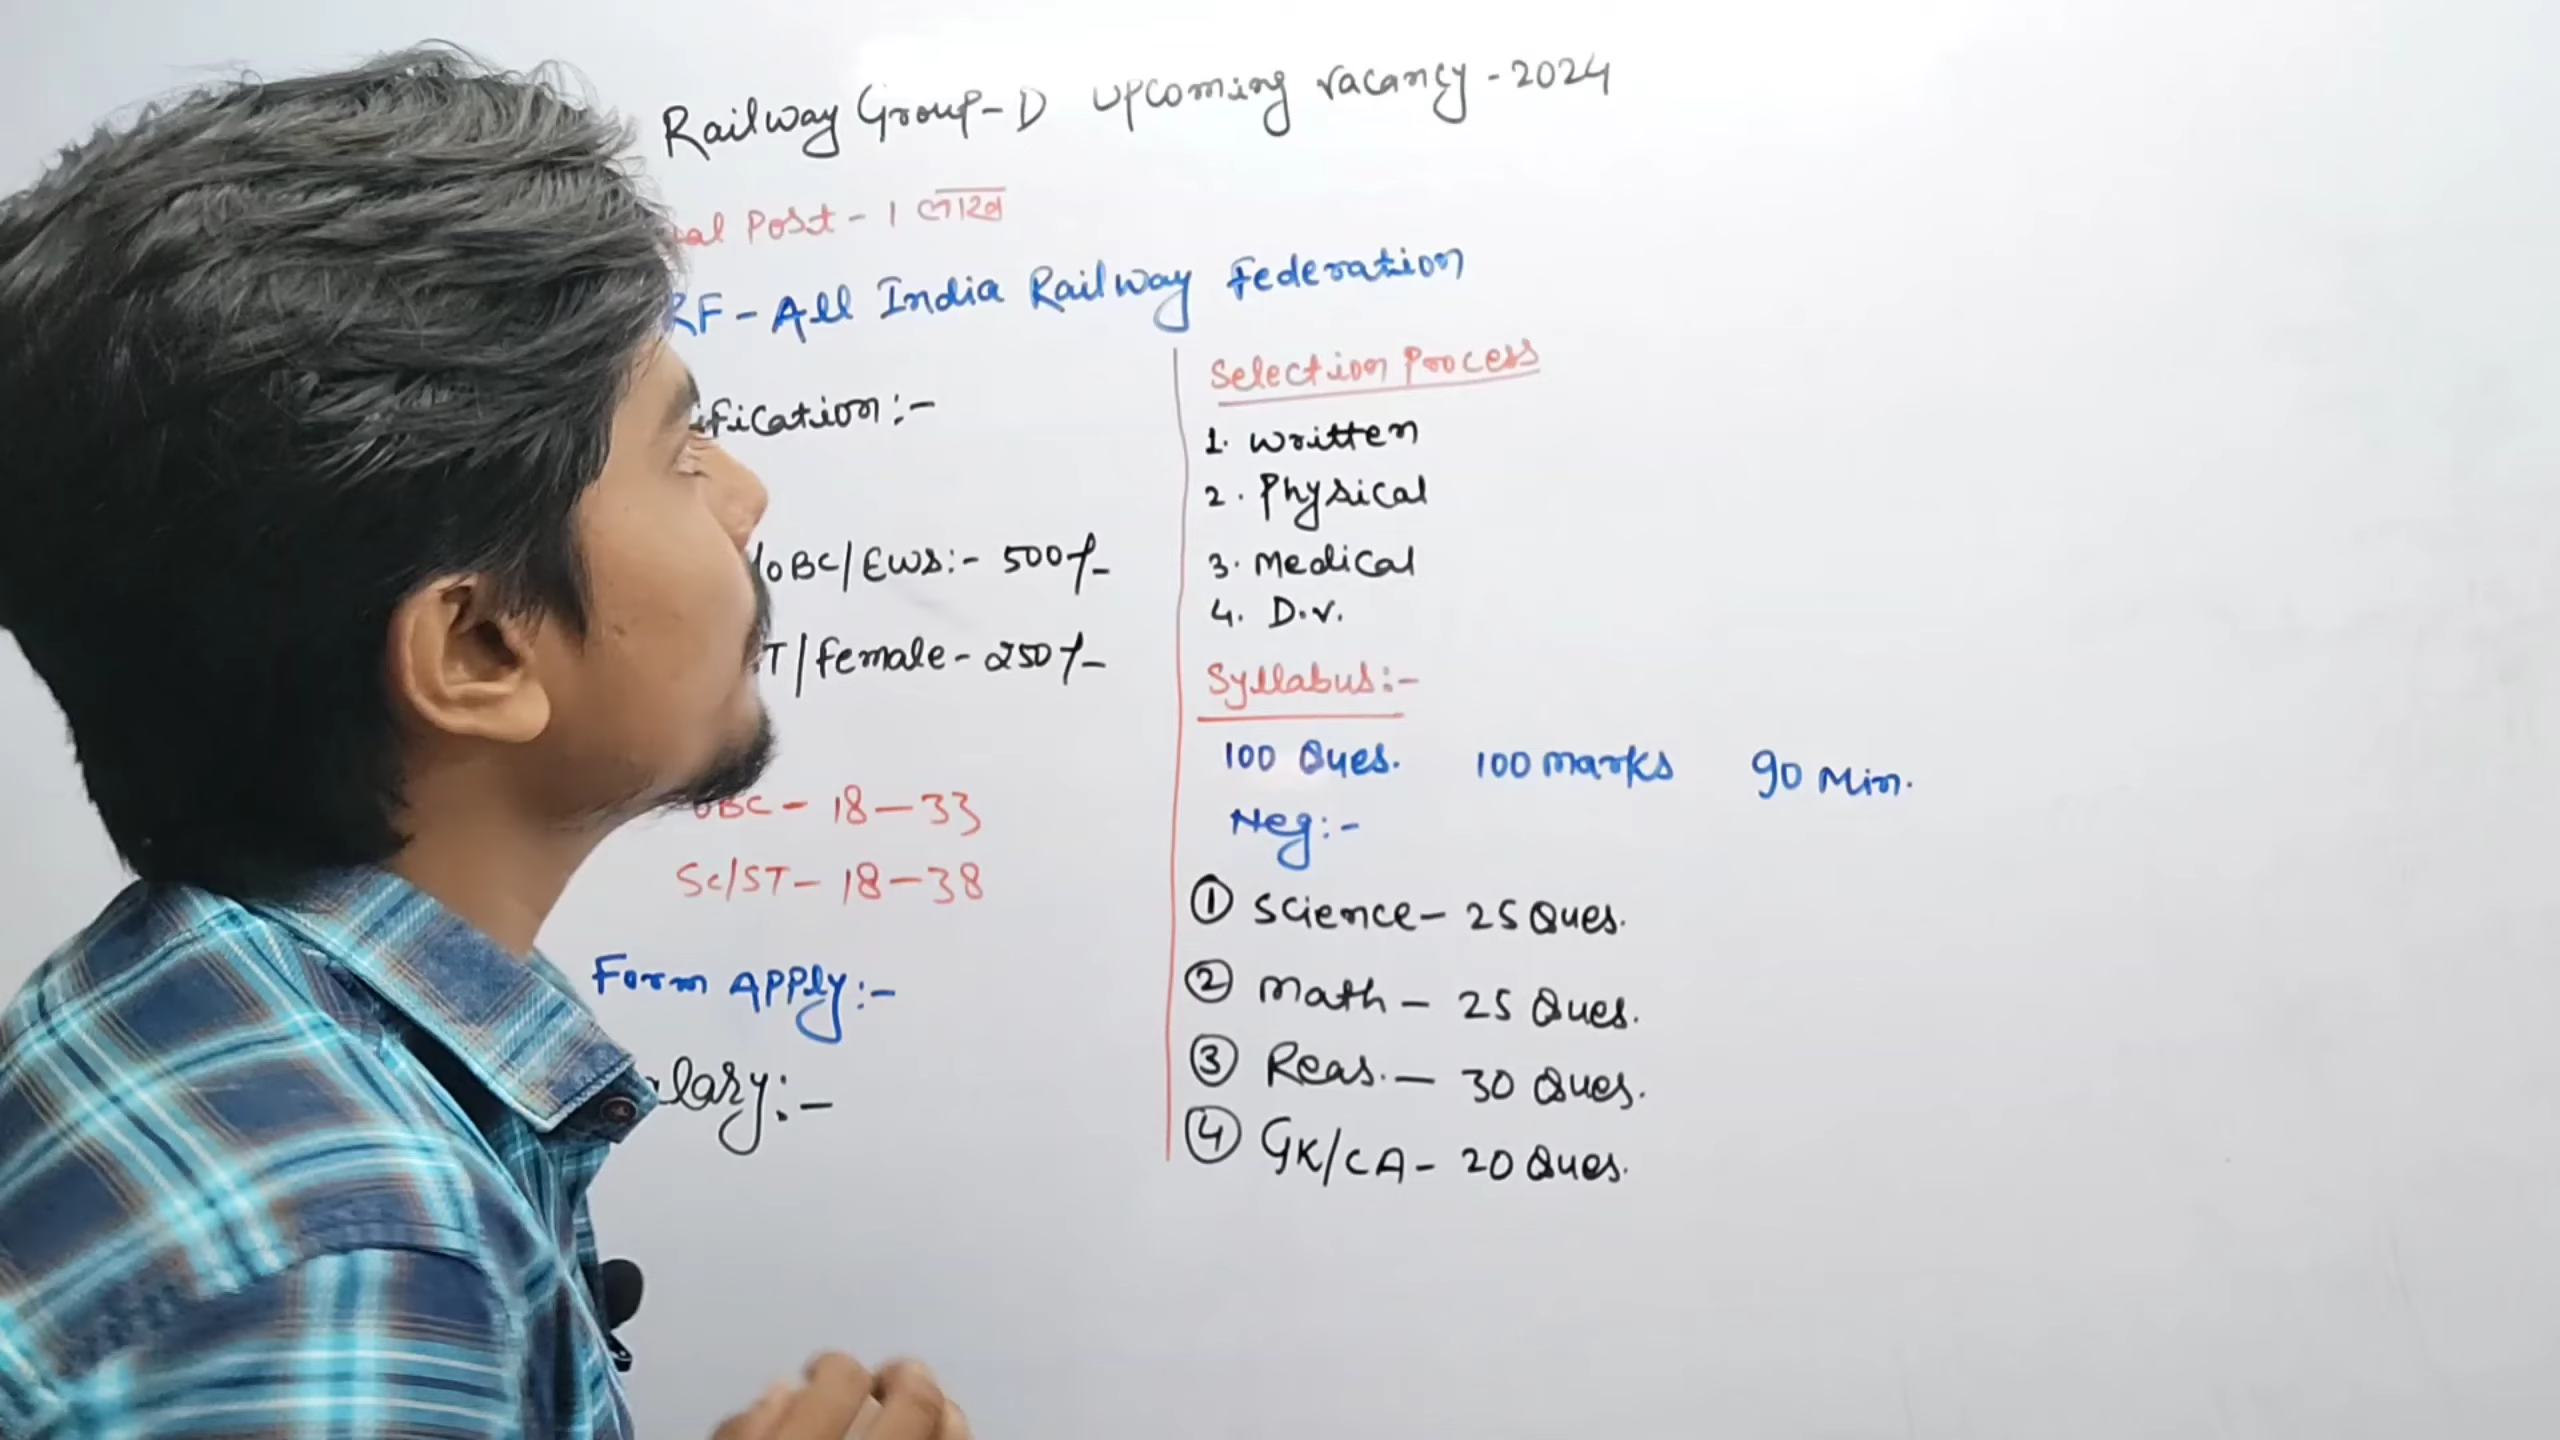 Railway Group-D Upcoming vacancy - 2024
Post - 1 लाख
RF - All India Railway Federation
ification:-
/OBC/EWS:- 500/-
T/Female - 250/-
OBC - 18-33
SC/ST - 18-38
Form Apply:-
alary:-
Selection Process
1. Written
2. Physical
3. Medical
4. D.V.
Syllabus:-
100 Ques. 100 marks 90 Min.
Neg:-
① Science - 25 Ques.
② Math - 25 Ques.
③ Reas. - 30 Ques.
④ GK/CA - 20 Ques.